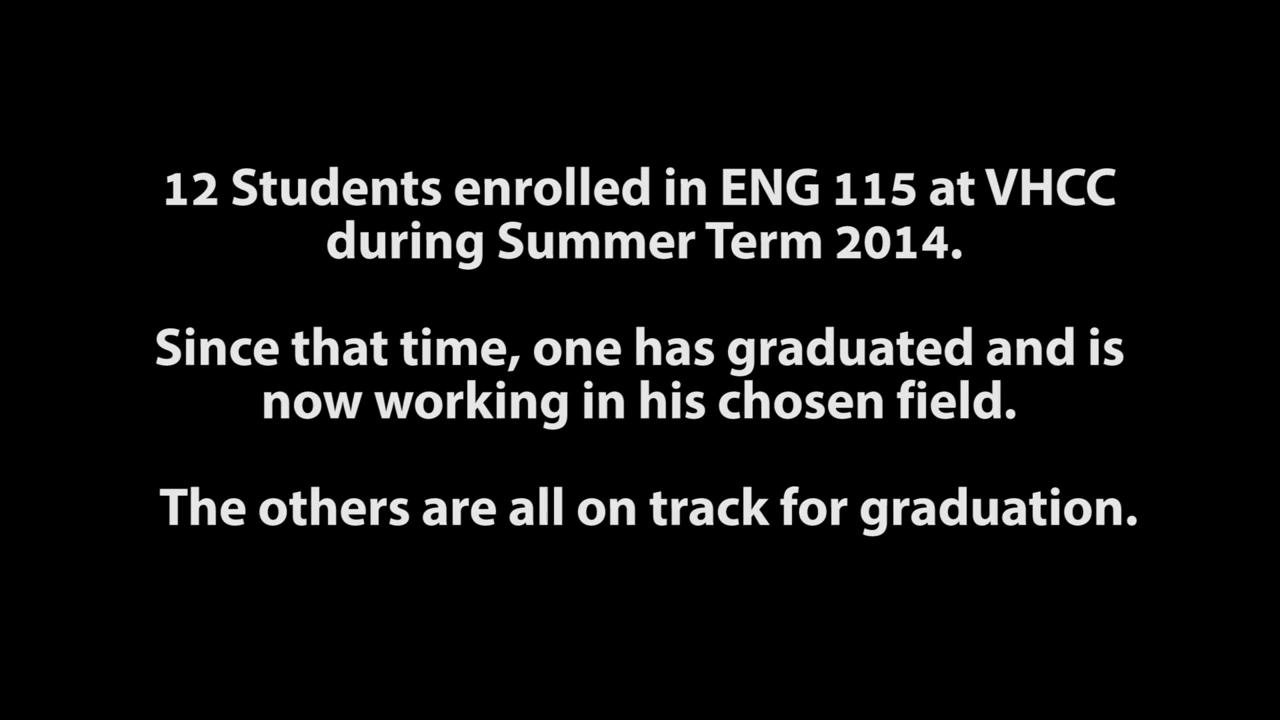 12 Students enrolled in ENG 115 at VHCC
during Summer Term 2014.
Since that time, one has graduated and is
now working in his chosen field.
The others are all on track for graduation.